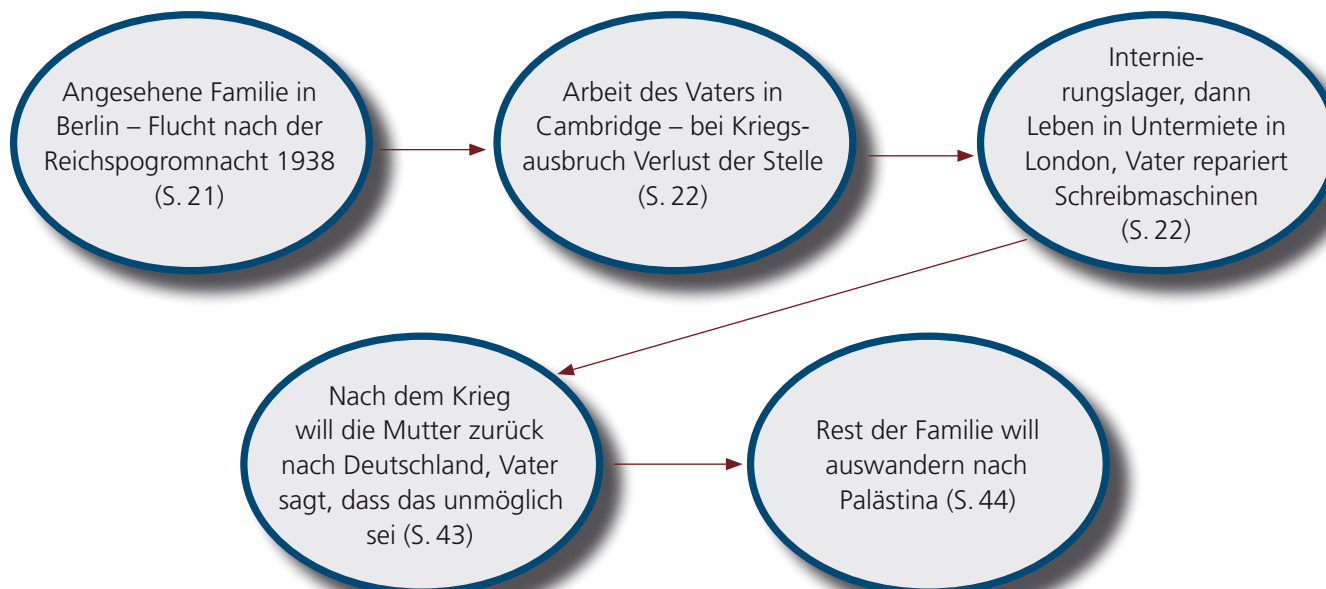 Angesehene Familie in
Berlin – Flucht nach der
Reichspogromnacht 1938
(S. 21)
Arbeit des Vaters in
Cambridge – bei Kriegs-
ausbruch Verlust der Stelle
(S. 22)
Internie-
rungslager, dann
Leben in Untermiete in
London, Vater repariert
Schreibmaschinen
(S. 22)
Nach dem Krieg
will die Mutter zurück
nach Deutschland, Vater
sagt, dass das unmöglich
sei (S. 43)
Rest der Familie will
auswandern nach
Palästina (S. 44)